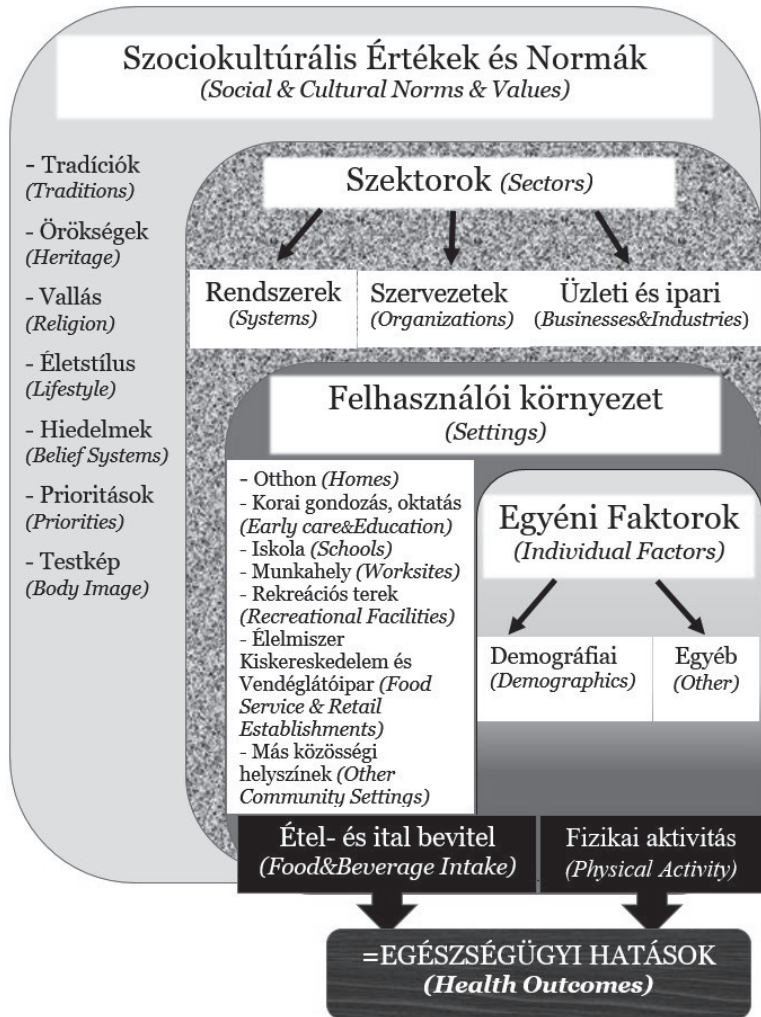 Szociokultúrális Értékek és Normák
(Social & Cultural Norms & Values)
- Tradíciók
(Traditions)
- Örökségek
(Heritage)
- Vallás
(Religion)
- Életstílus
(Lifestyle)
- Hiedelmek
(Belief Systems)
- Prioritások
(Priorities)
- Testkép
(Body Image)
Szektorok (Sectors)
Rendszerek
(Systems)
Szervezetek
(Organizations)
Üzleti és ipari
(Businesses&Industries)
Felhasználói környezet
(Settings)
- Otthon (Homes)
- Korai gondozás, oktatás
(Early care&Education)
- Iskola (Schools)
- Munkahely (Worksites)
- Rekreációs terek
(Recreational Facilities)
- Élelmiszer
Kiskereskedelem és
Vendéglátóipar (Food
Service & Retail
Establishments)
- Más közösségi
helyszínek (Other
Community Settings)
Egyéni Faktorok
(Individual Factors)
Demográfiai
(Demographics)
Egyéb
(Other)
Étel- és ital bevitel
(Food&Beverage Intake)
Fizikai aktivitás
(Physical Activity)
=EGÉSZSÉGÜGYI HATÁSOK
(Health Outcomes)